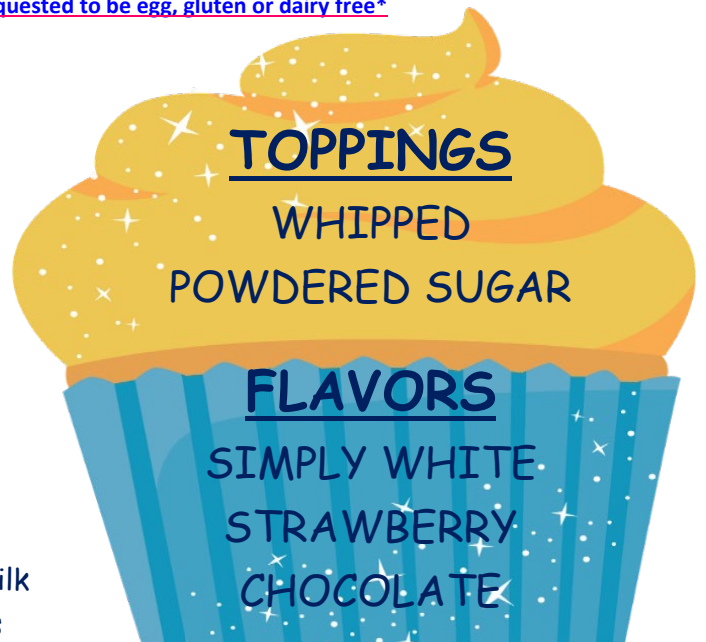 quested to be egg, gluten or dairy free*
TOPPINGS
WHIPPED
POWDERED SUGAR
FLAVORS
SIMPLY WHITE
STRAWBERRY
CHOCOLATE
ilk